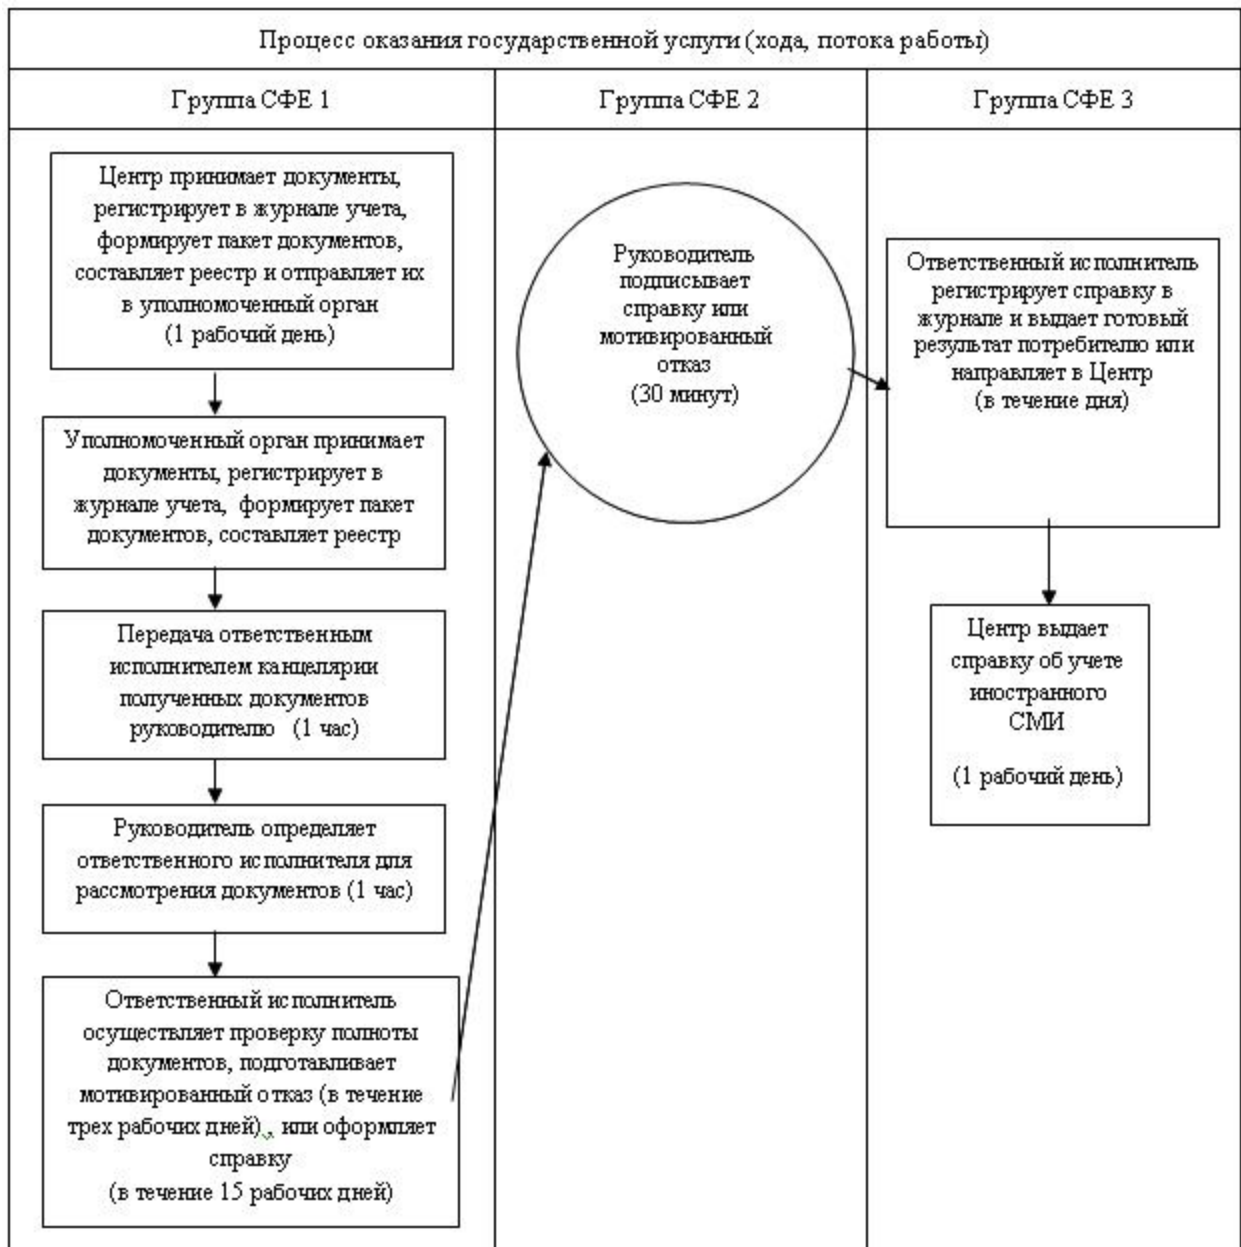 Процесс оказания государственной услуги (хода, потока работы)
Группа СФЕ 1
Группа СФЕ 2
Группа СФЕ 3
Центр принимает документы,
регистрирует в журнале учета,
формирует пакет документов,
составляет реестр и отправляет их
в уполномоченный орган
(1 рабочий день)
Уполномоченный орган принимает
документы, регистрирует в
журнале учета, формирует пакет
документов, составляет реестр
Передача ответственным
исполнителем канцелярии
полученных документов
руководителю (1 час)
Руководитель определяет
ответственного исполнителя для
рассмотрения документов (1 час)
Ответственный исполнитель
осуществляет проверку полноты
документов, подготавливает
мотивированный отказ (в течение
трех рабочих дней) , или оформляет
справку
(в течение 15 рабочих дней)
Руководитель
подписывает
справку или
мотивированный
отказ
(30 минут)
Ответственный исполнитель
регистрирует справку в
журнале и выдает готовый
результат потребителю или
направляет в Центр
(в течение дня)
Центр выдает
справку об учете
иностранного
СМИ
(1 рабочий день)